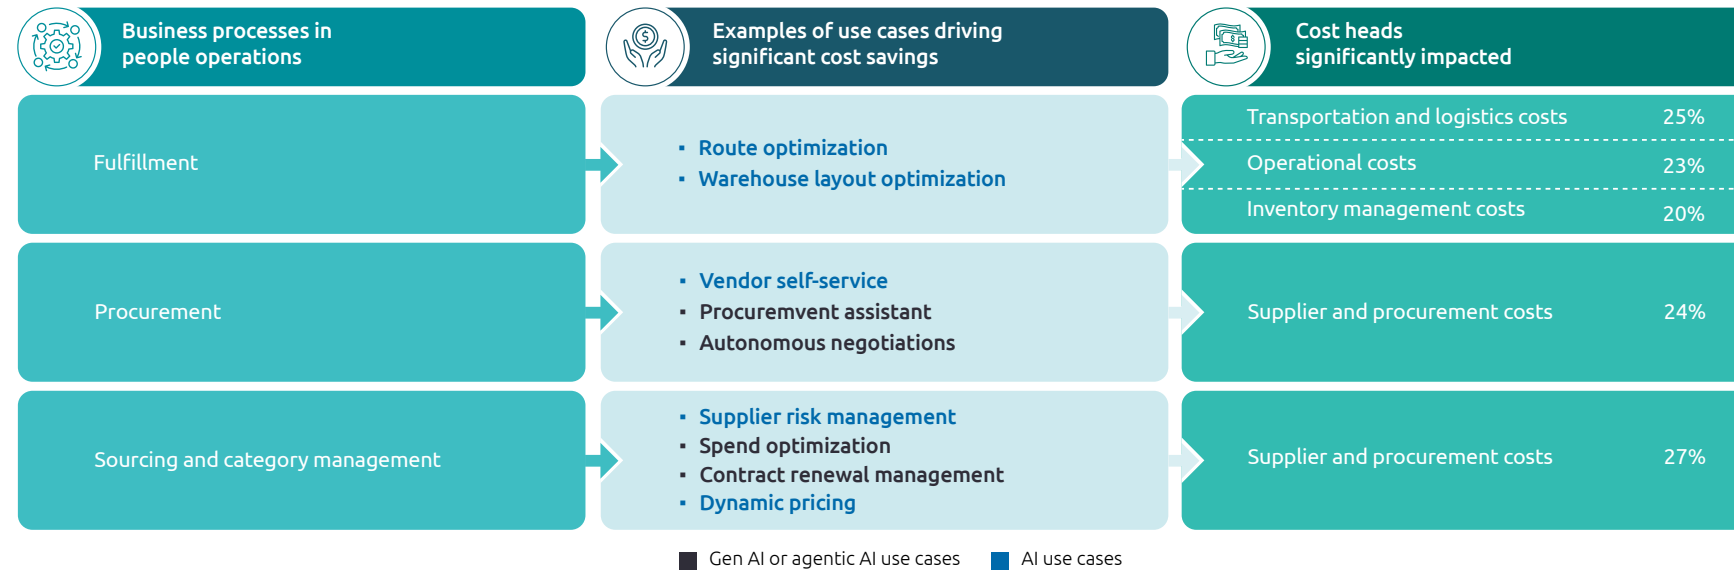 Business processes in
people operations
Examples of use cases driving
significant cost savings
Cost heads
significantly impacted
Fulfillment
▪ Route optimization
▪ Warehouse layout optimization
Transportation and logistics costs 25%
Operational costs 23%
Inventory management costs 20%
Procurement
▪ Vendor self-service
▪ Procuremvent assistant
▪ Autonomous negotiations
Supplier and procurement costs 24%
Sourcing and category management
▪ Supplier risk management
▪ Spend optimization
▪ Contract renewal management
▪ Dynamic pricing
Supplier and procurement costs 27%
Gen AI or agentic AI use cases
AI use cases